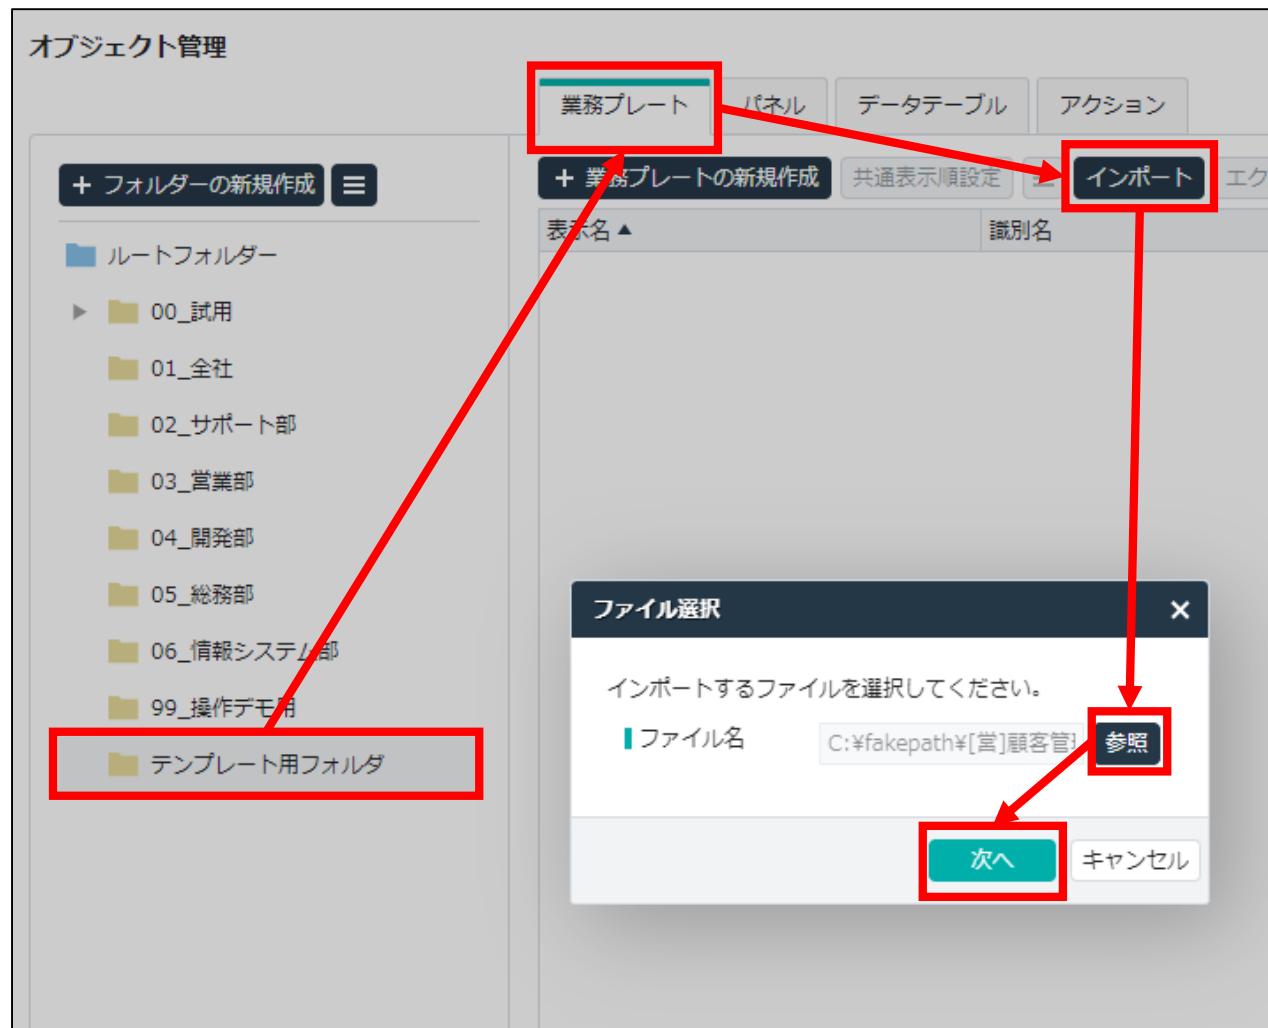 オブジェクト管理
業務プレート パネル データテーブル アクション
+ フォルダーの新規作成
+ 業務プレートの新規作成 共通表示順設定 インポート エク
表示名 ▲ 識別名
ルートフォルダー
00_試用
01_全社
02_サポート部
03_営業部
04_開発部
05_総務部
06_情報システム部
99_操作デモ用
テンプレート用フォルダ
ファイル選択 ×
インポートするファイルを選択してください。
ファイル名 C:¥fakepath¥[営]顧客管 参照
次へ キャンセル